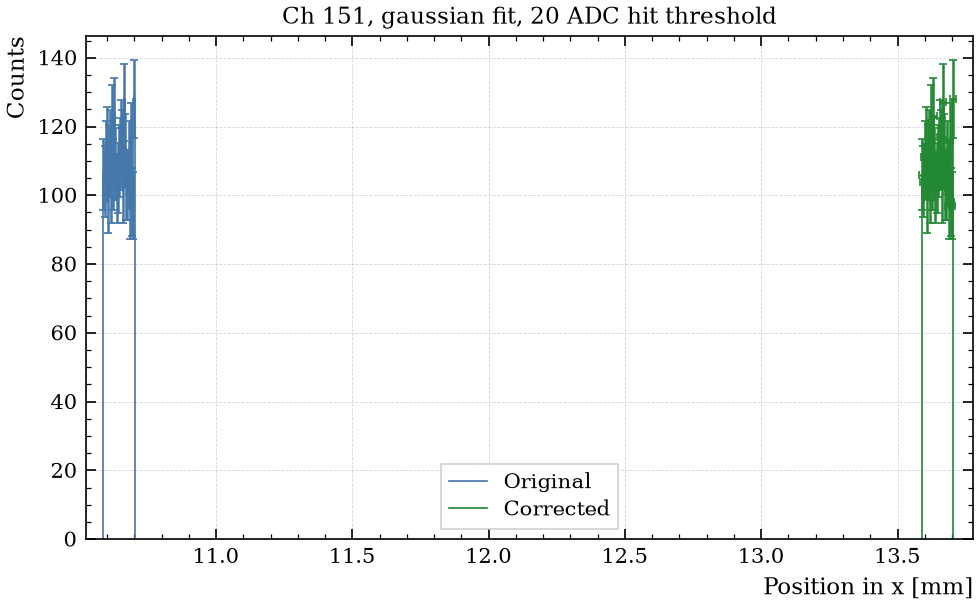 Ch 151, gaussian fit, 20 ADC hit threshold
Counts
140
120
100
80
60
40
20
0
Original
Corrected
11.0
11.5
12.0
12.5
13.0
13.5
Position in x [mm]